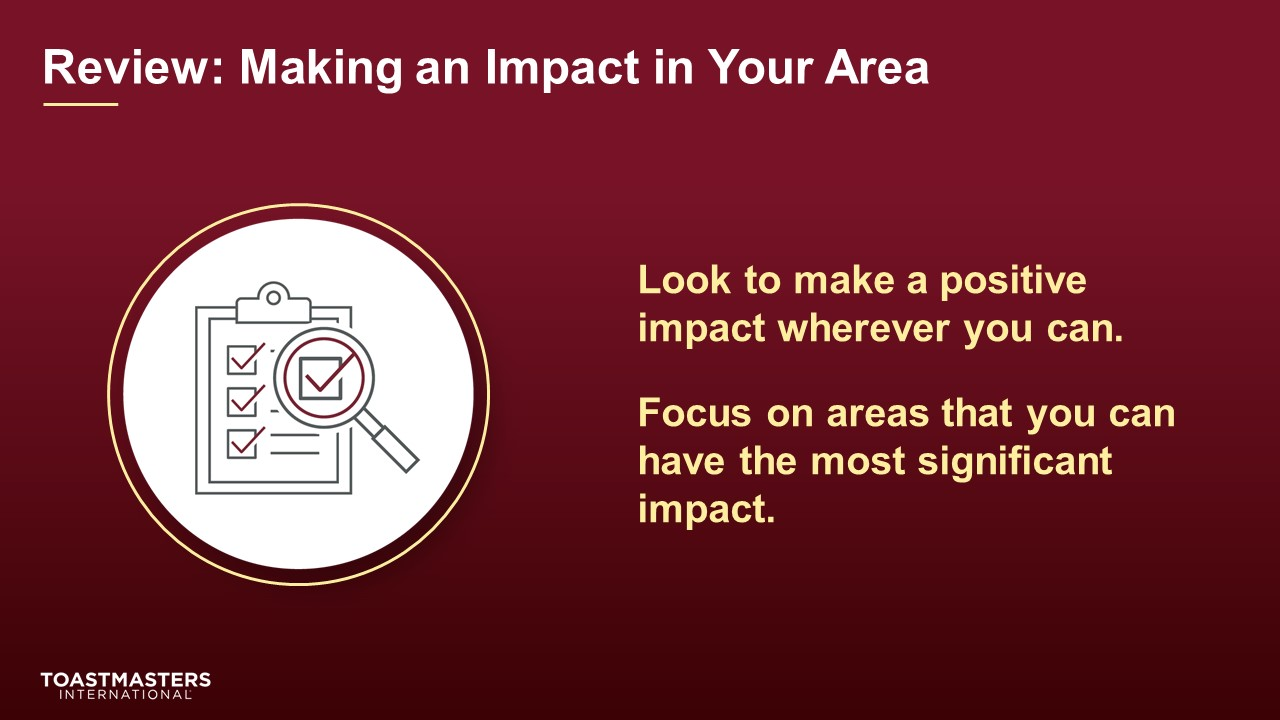 Review: Making an Impact in Your Area
Look to make a positive
impact wherever you can.
Focus on areas that you can
have the most significant
impact.
TOASTMASTERS
INTERNATIONAL